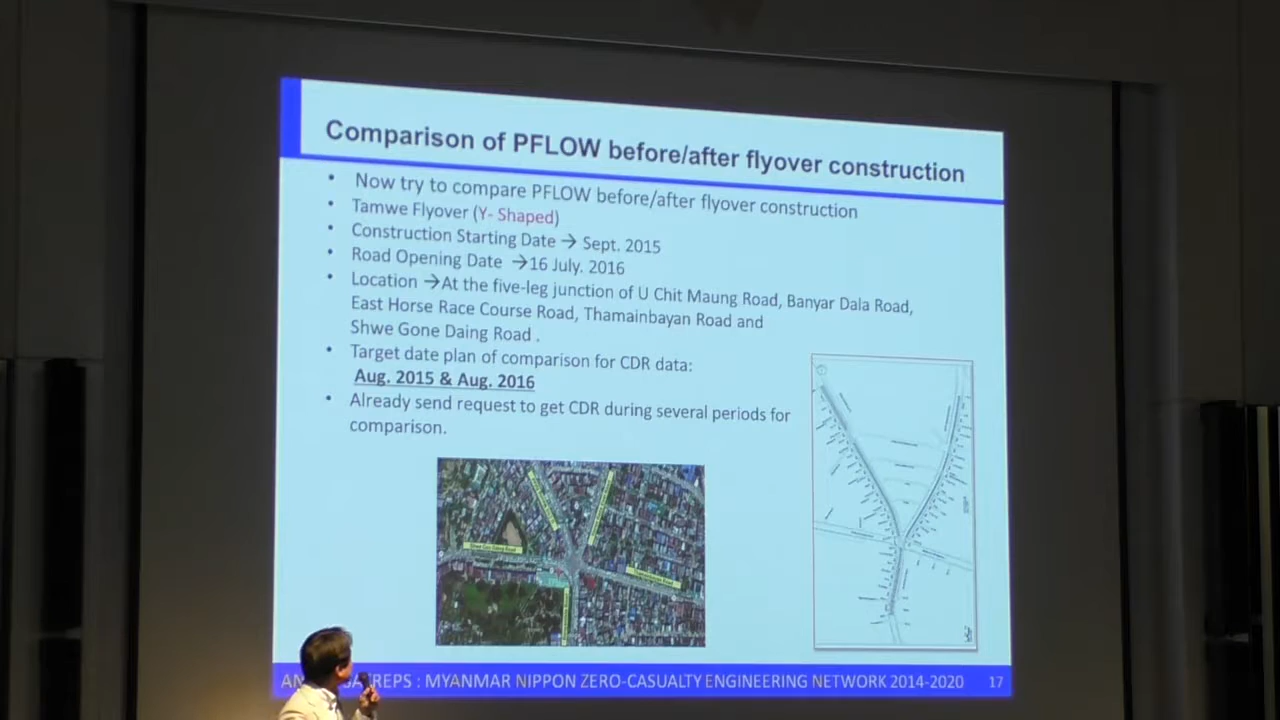 Comparison of PFLOW before/after flyover construction
• Now try to compare PFLOW before/after flyover construction
• Tamwe Flyover (Y- Shaped)
• Construction Starting Date → Sept. 2015
• Road Opening Date →16 July. 2016
• Location →At the five-leg junction of U Chit Maung Road, Banyar Dala Road,
East Horse Race Course Road, Thamainbayan Road and
Shwe Gone Daing Road .
• Target date plan of comparison for CDR data:
Aug. 2015 & Aug. 2016
• Already send request to get CDR during several periods for
comparison.
REPS : MYANMAR NIPPON ZERO-CASUALTY ENGINEERING NETWORK 2014-2020 17